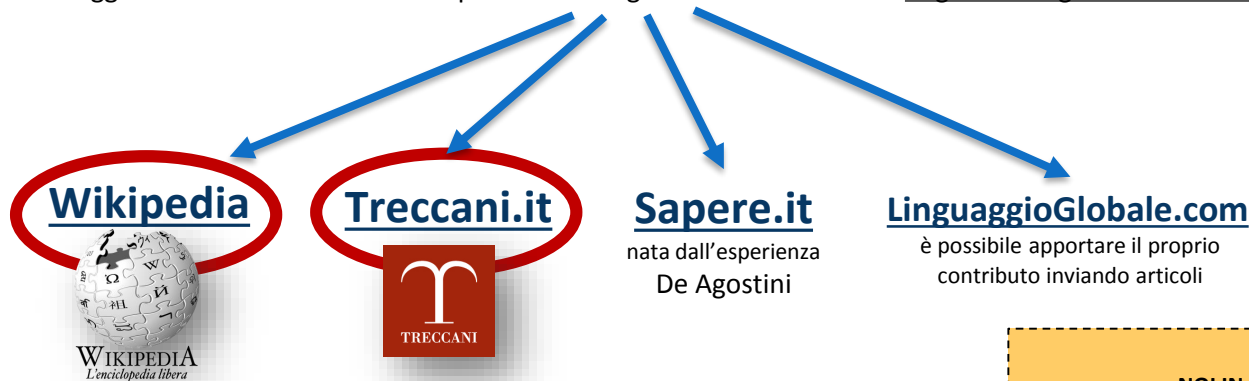 Wikipedia
Treccani.it
Sapere.it
LinguaggioGlobale.com
nata dall'esperienza
De Agostini
è possibile apportare il proprio
contributo inviando articoli
TRECCANI
WIKIPEDIA
L'enciclopedia libera